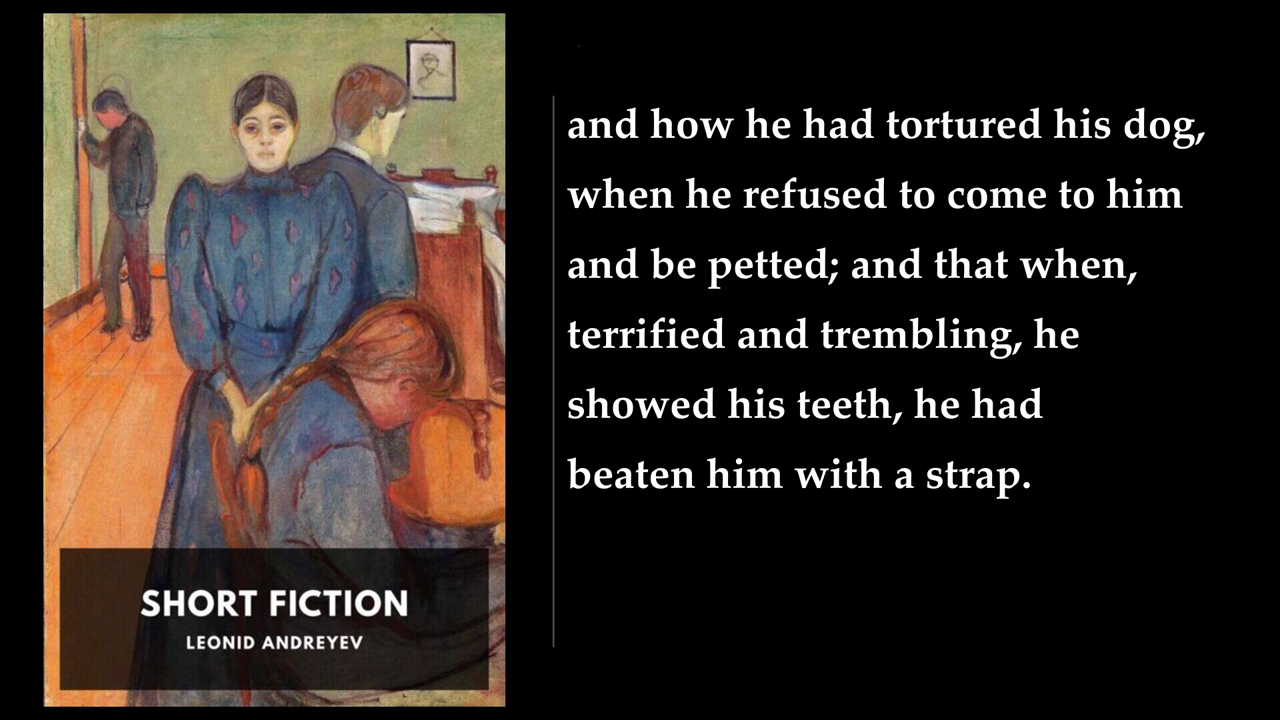 SHORT FICTION
LEONID ANDREYEV
and how he had tortured his dog,
when he refused to come to him
and be petted; and that when,
terrified and trembling, he
showed his teeth, he had
beaten him with a strap.